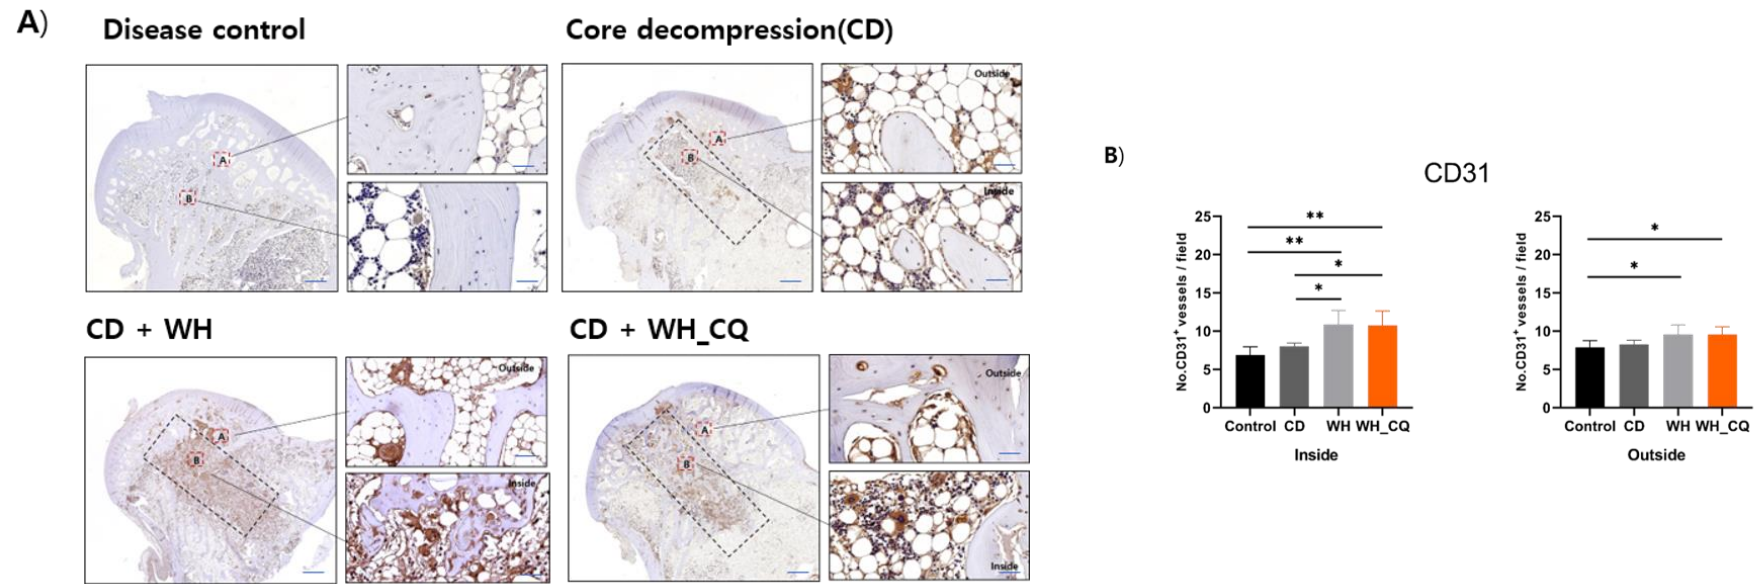 A)
Disease control
Core decompression(CD)
A
B
Outside
Inside
A
B
CD + WH
CD + WH_CQ
Outside
Inside
A
B
Outside
Inside
A
B
B)
CD31
No.CD31+ vessels / field
25
20
15
10
5
0
**
**
*
*
Control CD WH WH_CQ
Inside
No.CD31+ vessels / field
25
20
15
10
5
0
*
*
Control CD WH WH_CQ
Outside